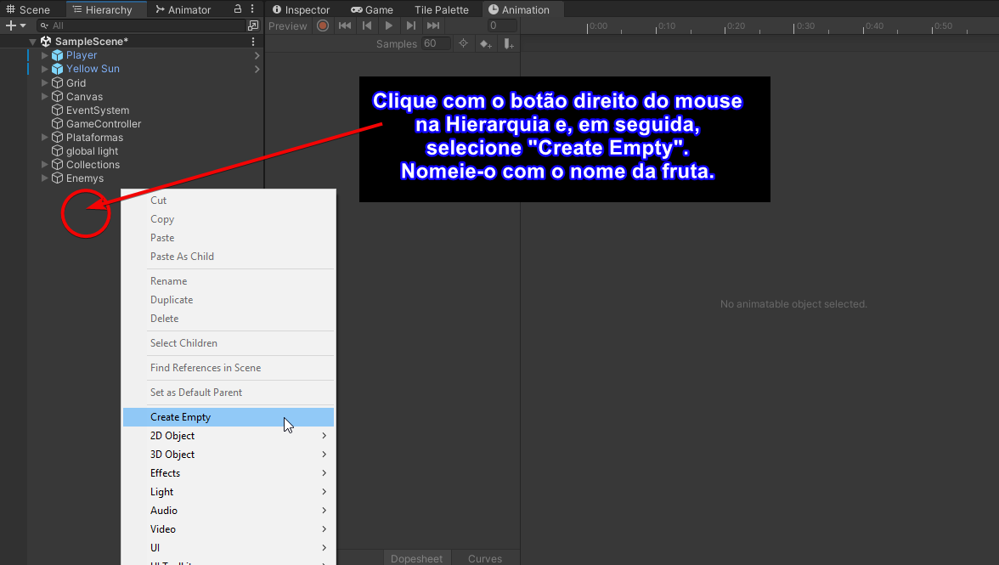 Scene
Hierarchy
Animator
Inspector
Game
Tile Palette
Animation
All
Preview
0
0:00
0:10
0:20
0:30
0:40
0:50
Samples 60
SampleScene*
Player
Yellow Sun
Grid
Canvas
EventSystem
GameController
Plataformas
global light
Collections
Enemys
Clique com o botão direito do mouse
na Hierarquia e, em seguida,
selecione "Create Empty".
Nomeie-o com o nome da fruta.
Cut
Copy
Paste
Paste As Child
Rename
Duplicate
Delete
Select Children
Find References in Scene
Set as Default Parent
Create Empty
2D Object
3D Object
Effects
Light
Audio
Video
UI
UI Toolkit
No animatable object selected.
Dopesheet
Curves